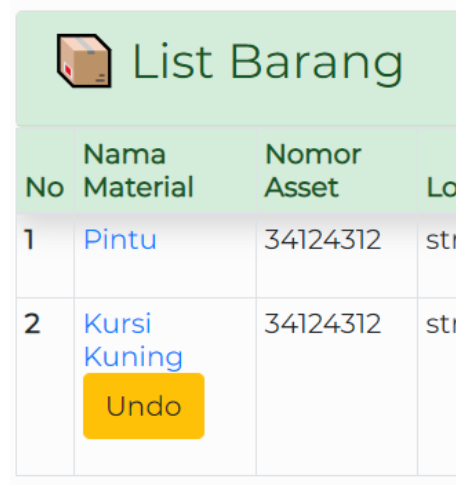 List Barang
Nama Nomor
No Material Asset
1 Pintu 34124312
2 Kursi 34124312
Kuning
Undo